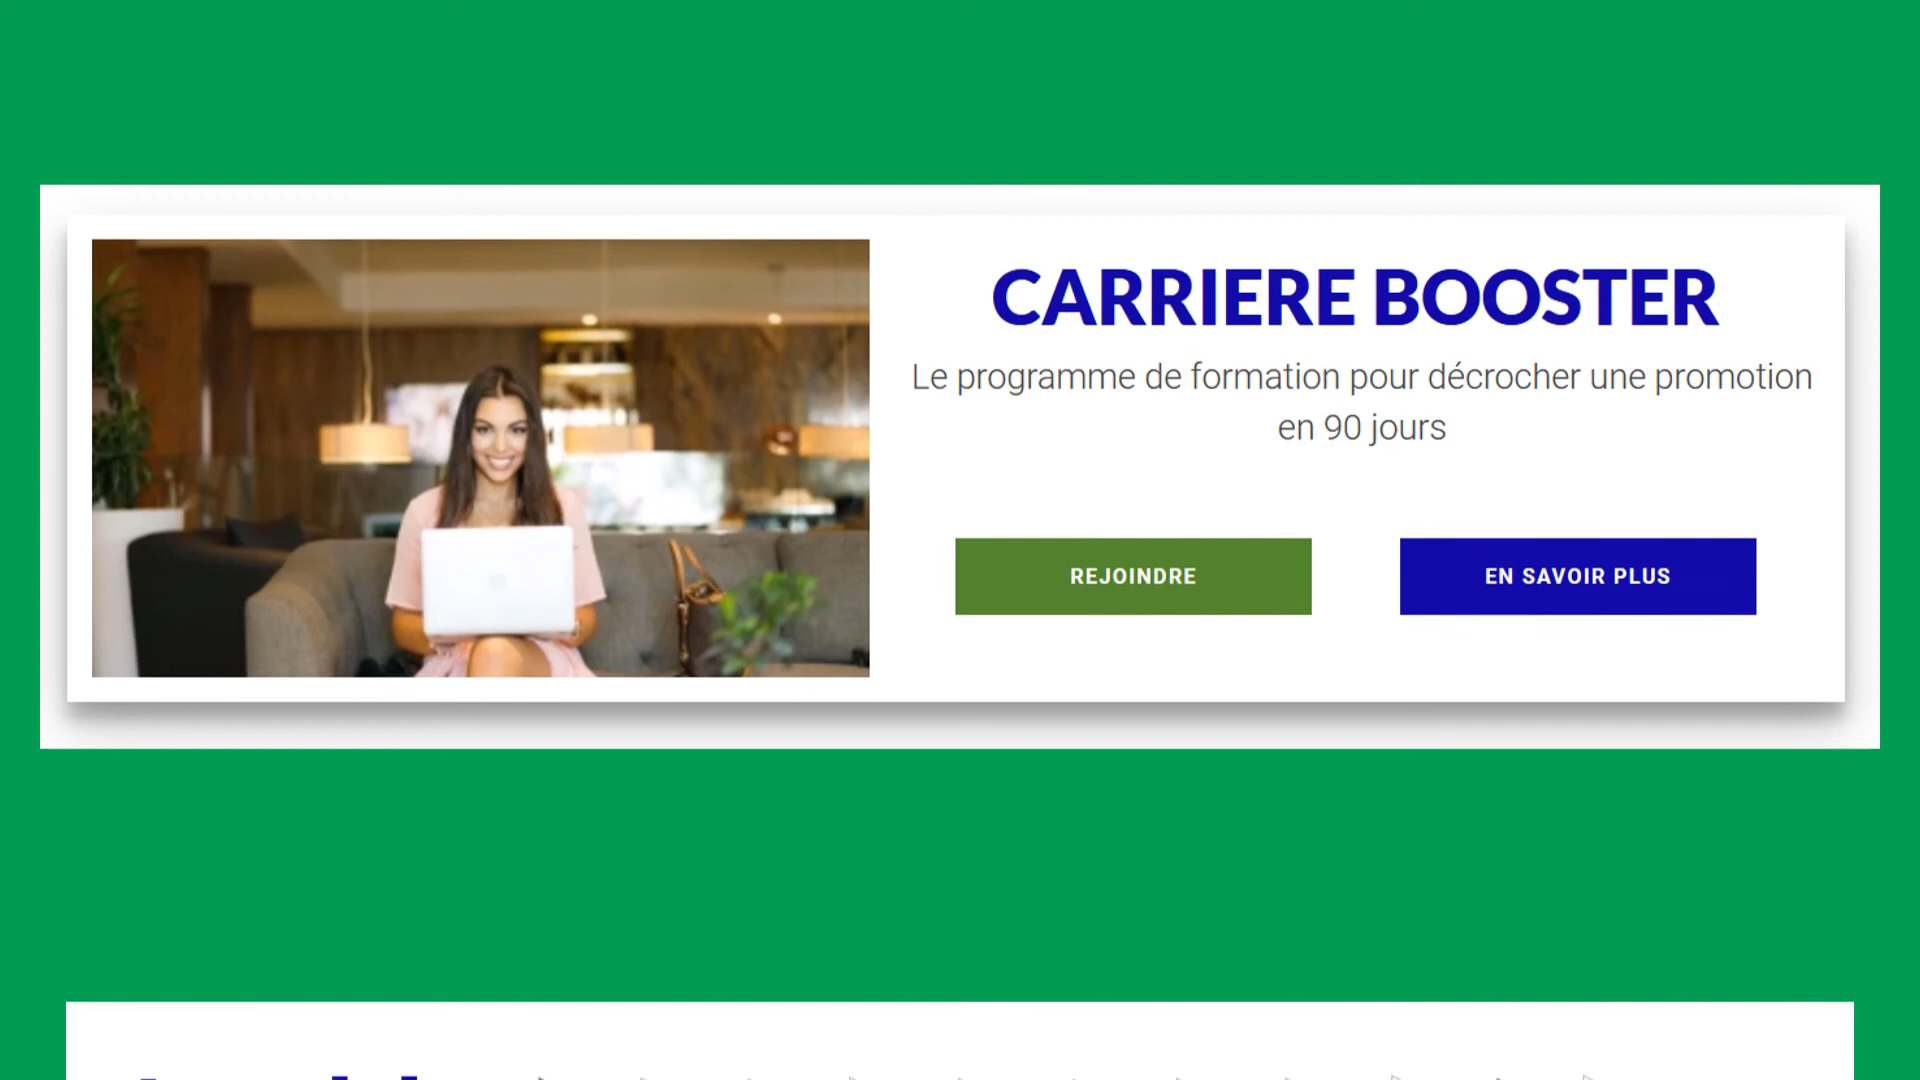 CARRIERE BOOSTER
Le programme de formation pour décrocher une promotion
en 90 jours
REJOINDRE
EN SAVOIR PLUS